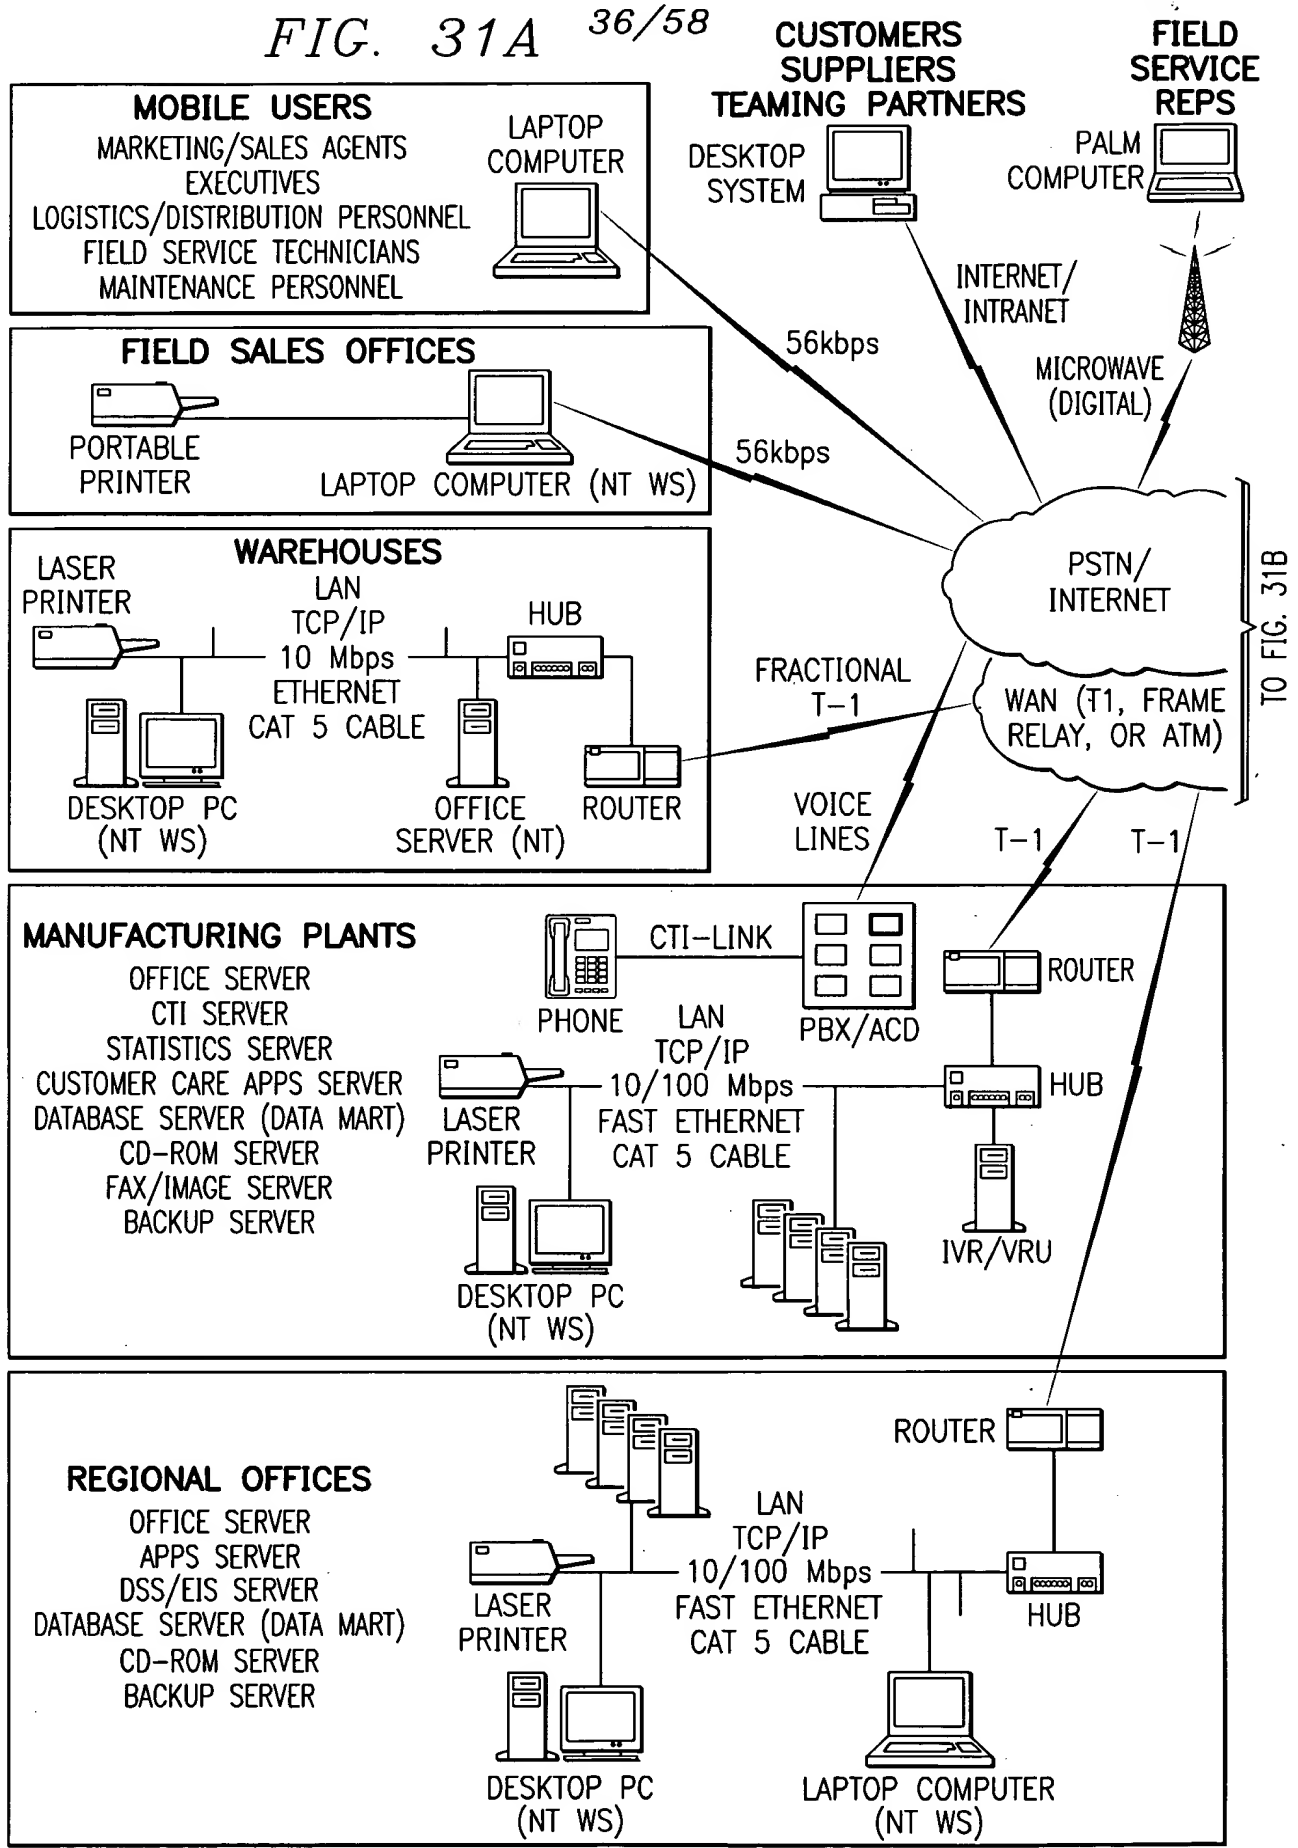 FIG. 31A
36/58
CUSTOMERS
SUPPLIERS
TEAMING PARTNERS
DESKTOP
SYSTEM
FIELD
SERVICE
REPS
PALM
COMPUTER
MOBILE USERS
MARKETING/SALES AGENTS
EXECUTIVES
LOGISTICS/DISTRIBUTION PERSONNEL
FIELD SERVICE TECHNICIANS
MAINTENANCE PERSONNEL
LAPTOP
COMPUTER
INTERNET/
INTRANET
56kbps
MICROWAVE
(DIGITAL)
FIELD SALES OFFICES
PORTABLE
PRINTER
LAPTOP COMPUTER (NT WS)
56kbps
PSTN/
INTERNET
WAN (T1, FRAME
RELAY, OR ATM)
TO FIG. 31B
WAREHOUSES
LASER
PRINTER
LAN
TCP/IP
10 Mbps
ETHERNET
CAT 5 CABLE
HUB
DESKTOP PC
(NT WS)
OFFICE
SERVER (NT)
ROUTER
FRACTIONAL
T-1
VOICE
LINES
T-1
T-1
MANUFACTURING PLANTS
OFFICE SERVER
CTI SERVER
STATISTICS SERVER
CUSTOMER CARE APPS SERVER
DATABASE SERVER (DATA MART)
CD-ROM SERVER
FAX/IMAGE SERVER
BACKUP SERVER
PHONE
CTI-LINK
PBX/ACD
ROUTER
LASER
PRINTER
LAN
TCP/IP
10/100 Mbps
FAST ETHERNET
CAT 5 CABLE
HUB
IVR/VRU
DESKTOP PC
(NT WS)
REGIONAL OFFICES
OFFICE SERVER
APPS SERVER
DSS/EIS SERVER
DATABASE SERVER (DATA MART)
CD-ROM SERVER
BACKUP SERVER
ROUTER
LASER
PRINTER
LAN
TCP/IP
10/100 Mbps
FAST ETHERNET
CAT 5 CABLE
HUB
DESKTOP PC
(NT WS)
LAPTOP COMPUTER
(NT WS)